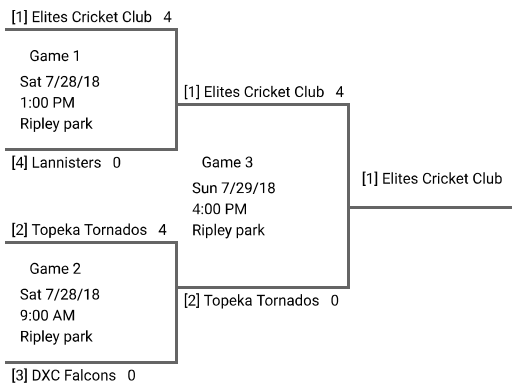 [1] Elites Cricket Club 4
Game 1
Sat 7/28/18
1:00 PM
Ripley park
[4] Lannisters 0
[2] Topeka Tornados 4
Game 2
Sat 7/28/18
9:00 AM
Ripley park
[3] DXC Falcons 0
[1] Elites Cricket Club 4
Game 3
Sun 7/29/18
4:00 PM
Ripley park
[2] Topeka Tornados 0
[1] Elites Cricket Club